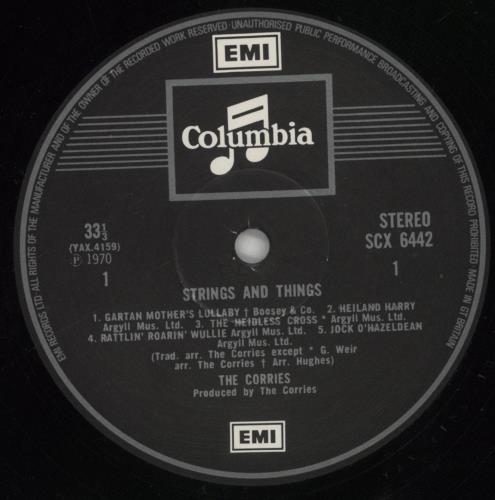 EMI
EMI RECORDS LTD·ALL RIGHTS OF THE MANUFACTURER AND OF THE OWNER OF THE RECORDED WORK RESERVED·UNAUTHORISED PUBLIC PERFORMANCE BROADCASTING AND COPYING OF THIS RECORD PROHIBITED MADE IN GT BRITAIN
Columbia
33⅓
(YAX.4159)
Ⓟ 1970
1
STEREO
SCX 6442
1
STRINGS AND THINGS
1. GARTAN MOTHER'S LULLABY † Boosey & Co. 2. HEILAND HARRY
Argyll Mus. Ltd. 3. THE HEIDLESS CROSS * Argyll Mus. Ltd.
4. RATTLIN' ROARIN' WULLIE Argyll Mus. Ltd. 5. JOCK O'HAZELDEAN
Argyll Mus. Ltd.
(Trad. arr. The Corries except * G. Weir
arr. The Corries † Arr. Hughes)
THE CORRIES
Produced by The Corries
EMI